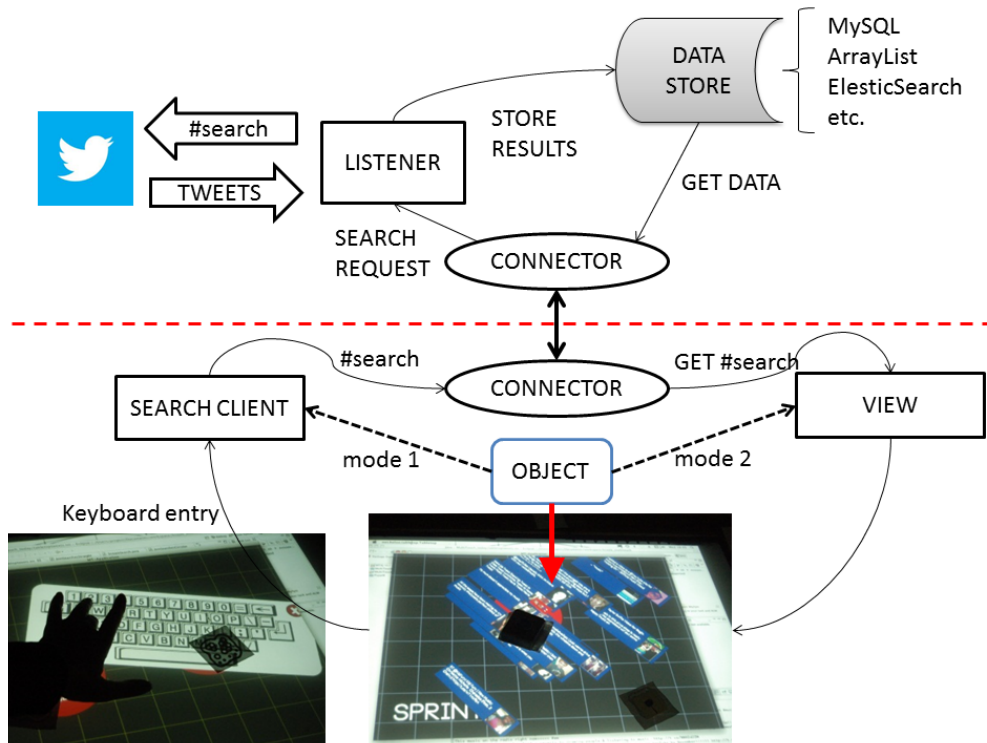 MySQL
ArrayList
ElesticSearch
etc.
DATA
STORE
#search
TWEETS
LISTENER
STORE
RESULTS
GET DATA
SEARCH
REQUEST
CONNECTOR
#search
CONNECTOR
GET #search
SEARCH CLIENT
VIEW
mode 1
OBJECT
mode 2
Keyboard entry
SPRINT